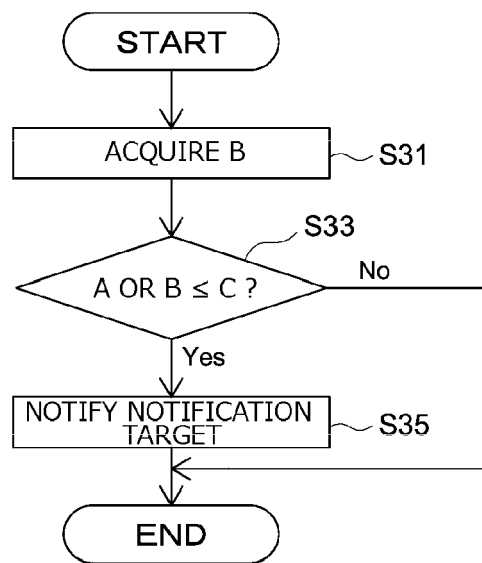 START
ACQUIRE B
S31
S33
A OR B ≤ C ?
No
Yes
NOTIFY NOTIFICATION
TARGET
S35
END